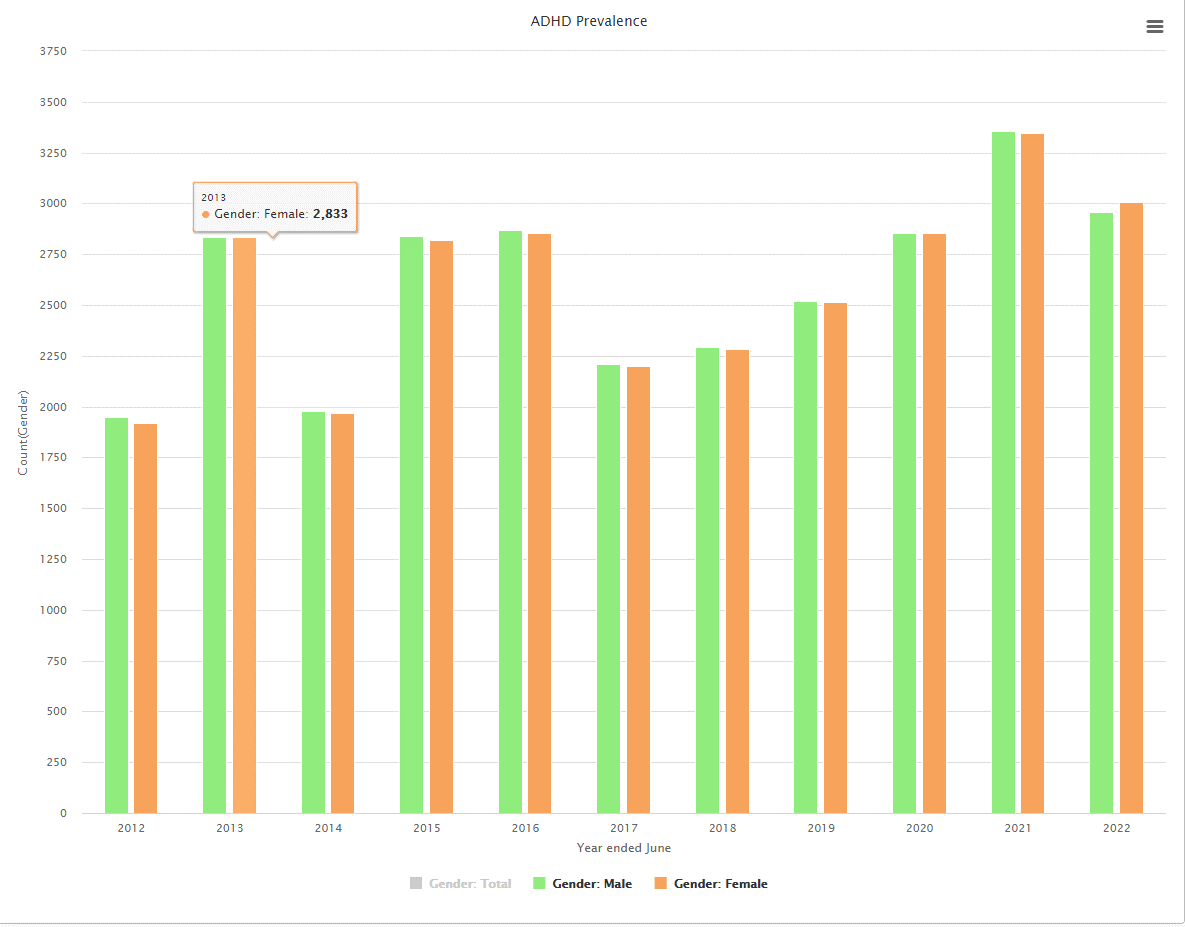 ADHD Prevalence
3750
3500
3250
3000
2750
2500
2250
2000
1750
1500
1250
1000
750
500
250
0
Count(Gender)
2013
Gender: Female: 2,833
2012 2013 2014 2015 2016 2017 2018 2019 2020 2021 2022
Year ended June
Gender: Total Gender: Male Gender: Female